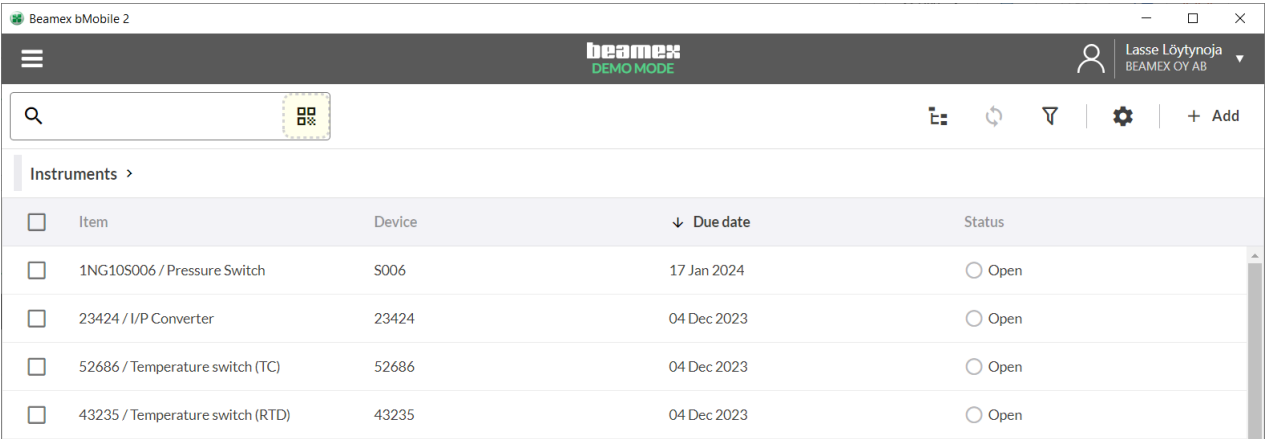 Beamex bMobile 2
beamex
DEMO MODE
Lasse Löytynoja
BEAMEX OY AB
+ Add
Instruments >
Item Device ↓ Due date Status
1NG10S006 / Pressure Switch S006 17 Jan 2024 Open
23424 / I/P Converter 23424 04 Dec 2023 Open
52686 / Temperature switch (TC) 52686 04 Dec 2023 Open
43235 / Temperature switch (RTD) 43235 04 Dec 2023 Open